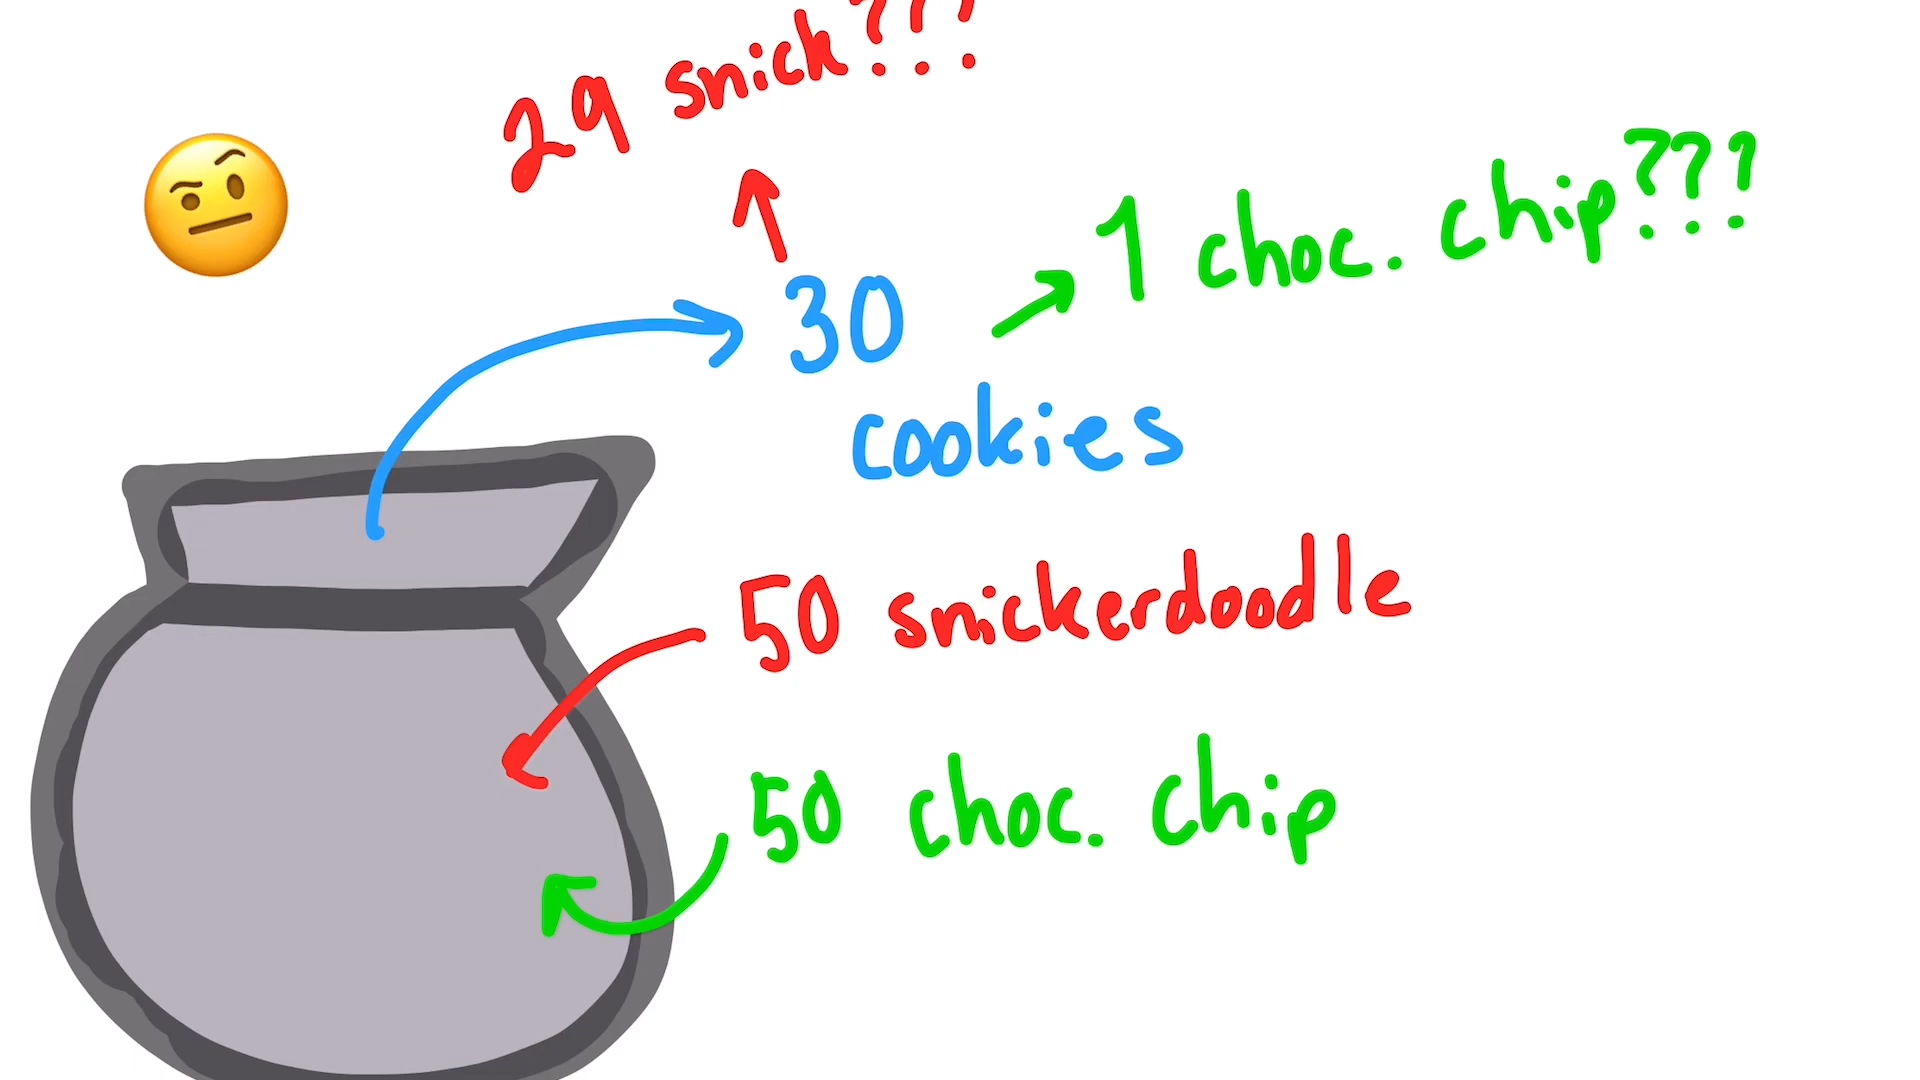 29 snick???
1 choc. chip???
30
cookies
50 snickerdoodle
50 choc. chip